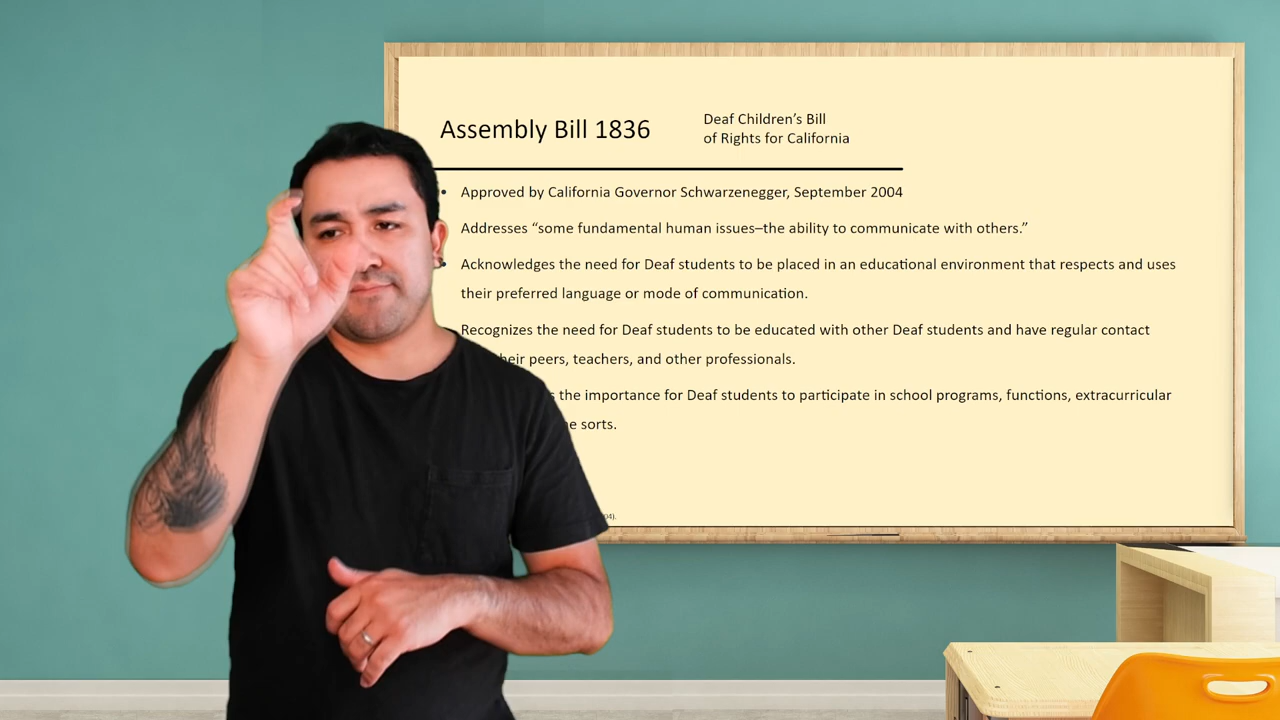 Assembly Bill 1836
Deaf Children’s Bill
of Rights for California
• Approved by California Governor Schwarzenegger, September 2004
Addresses “some fundamental human issues–the ability to communicate with others.”
• Acknowledges the need for Deaf students to be placed in an educational environment that respects and uses
their preferred language or mode of communication.
Recognizes the need for Deaf students to be educated with other Deaf students and have regular contact
their peers, teachers, and other professionals.
the importance for Deaf students to participate in school programs, functions, extracurricular
sorts.
04).